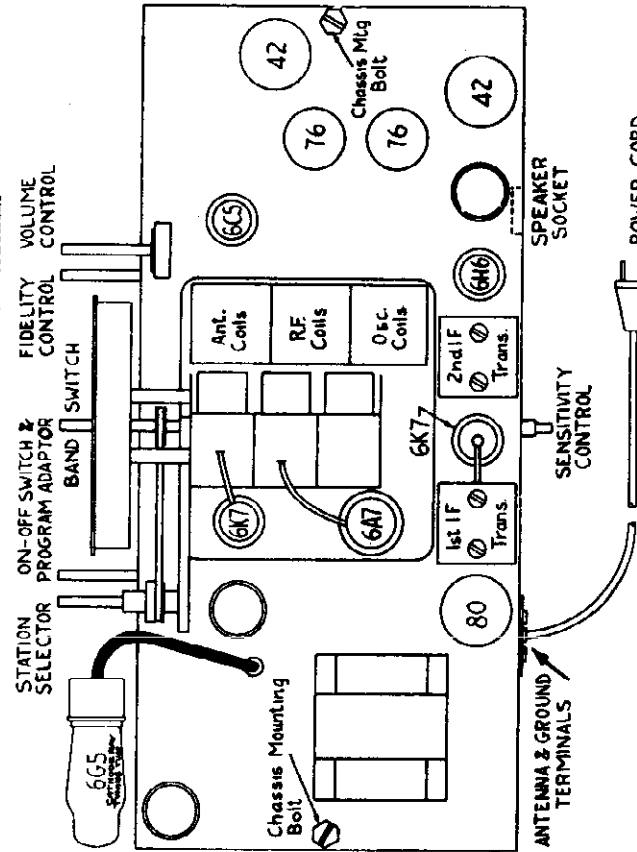 STATION
SELECTOR
ON-OFF SWITCH &
PROGRAM ADAPTOR
BAND SWITCH
FIDELITY
CONTROL
VOLUME
CONTROL
6G5
42
Chassis Mtg
Bolt
76
76
42
6C5
Ant.
Coils
R.F.
Coils
Osc.
Coils
6K7
6A7
6K7
6H6
2nd IF
Trans.
1st IF
Trans.
80
Chassis Mounting
Bolt
SPEAKER
SOCKET
SENSITIVITY
CONTROL
ANTENNA & GROUND
TERMINALS
POWER CORD